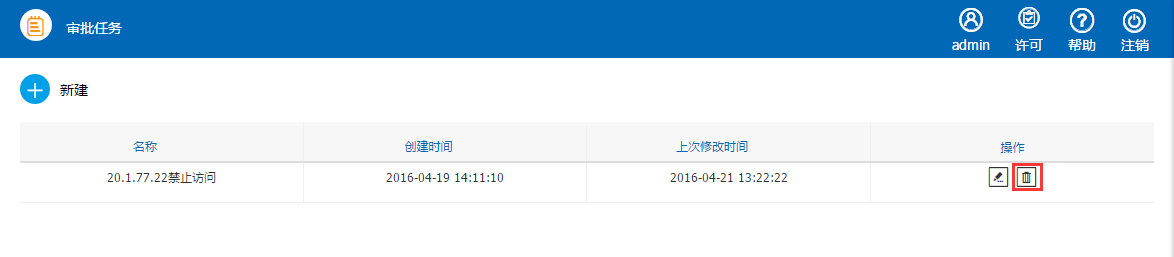 审批任务
admin 许可 帮助 注销
新建
名称 创建时间 上次修改时间 操作
20.1.77.22禁止访问 2016-04-19 14:11:10 2016-04-21 13:22:22